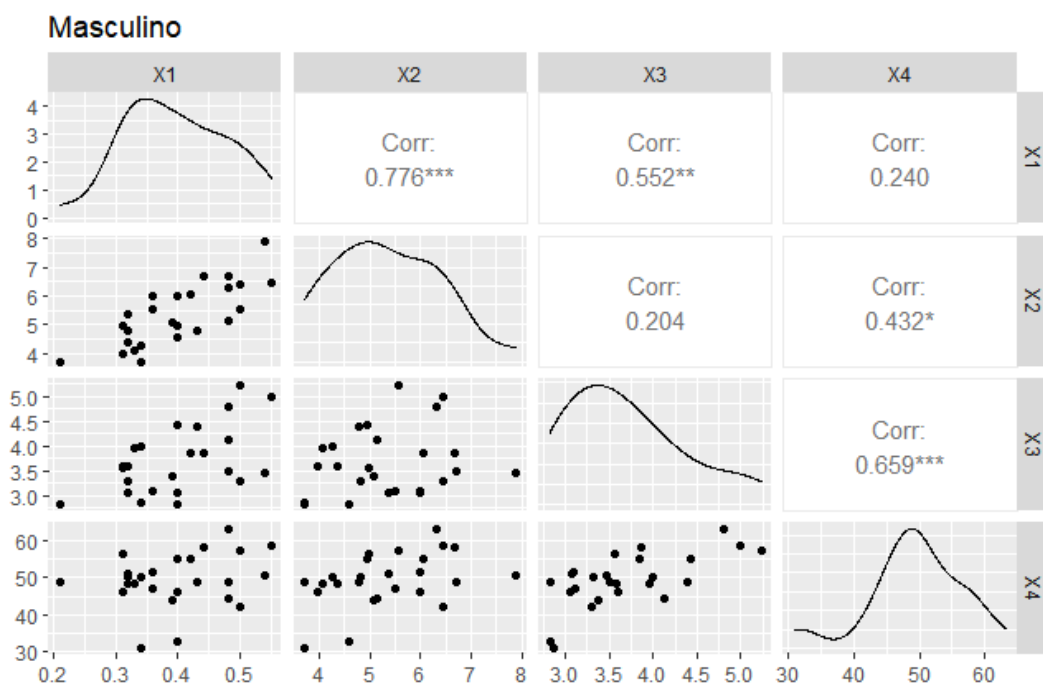 Masculino
X1 X2 X3 X4
4
3
2
1
0
Corr:
0.776***
Corr:
0.552**
Corr:
0.240
X1
8
7
6
5
4
Corr:
0.204
Corr:
0.432*
X2
5.0
4.5
4.0
3.5
3.0
Corr:
0.659***
X3
60
50
40
30
X4
0.2 0.3 0.4 0.5 4 5 6 7 8 3.0 3.5 4.0 4.5 5.0 30 40 50 60